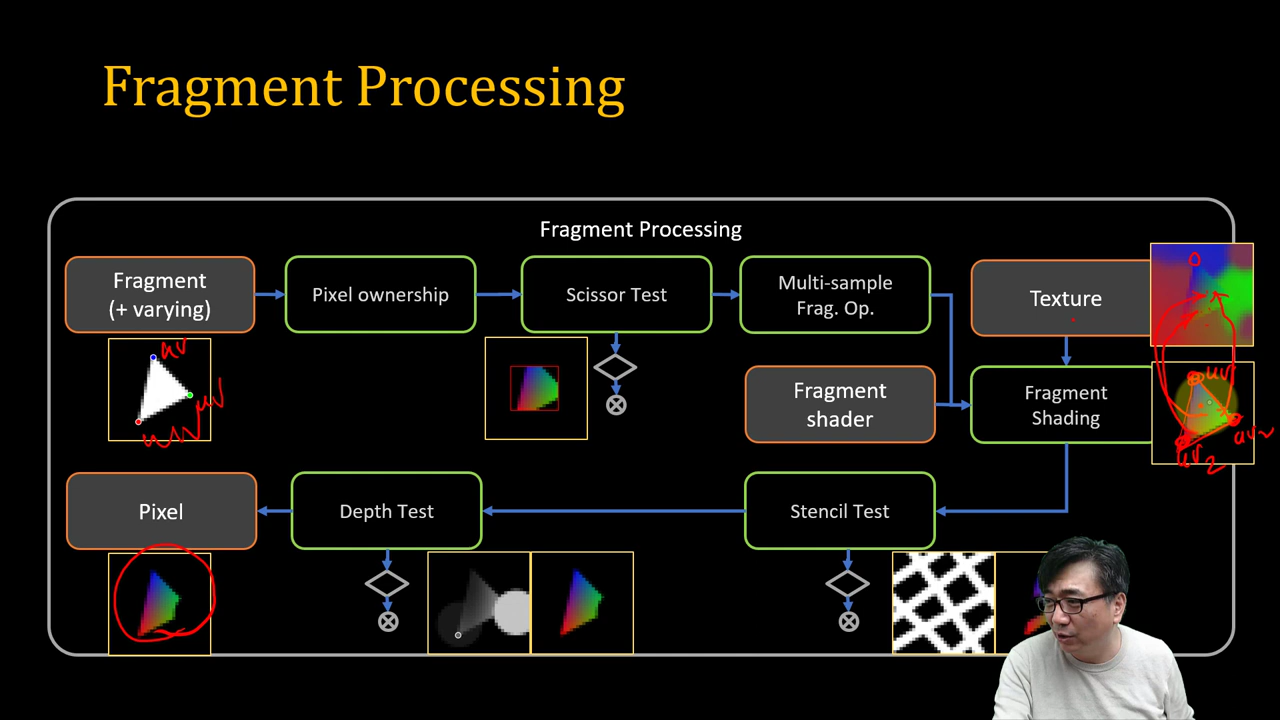 Fragment Processing
Fragment Processing
Fragment
(+ varying)
Pixel ownership
Scissor Test
Multi-sample
Frag. Op.
Texture
Fragment
shader
Fragment
Shading
Pixel
Depth Test
Stencil Test